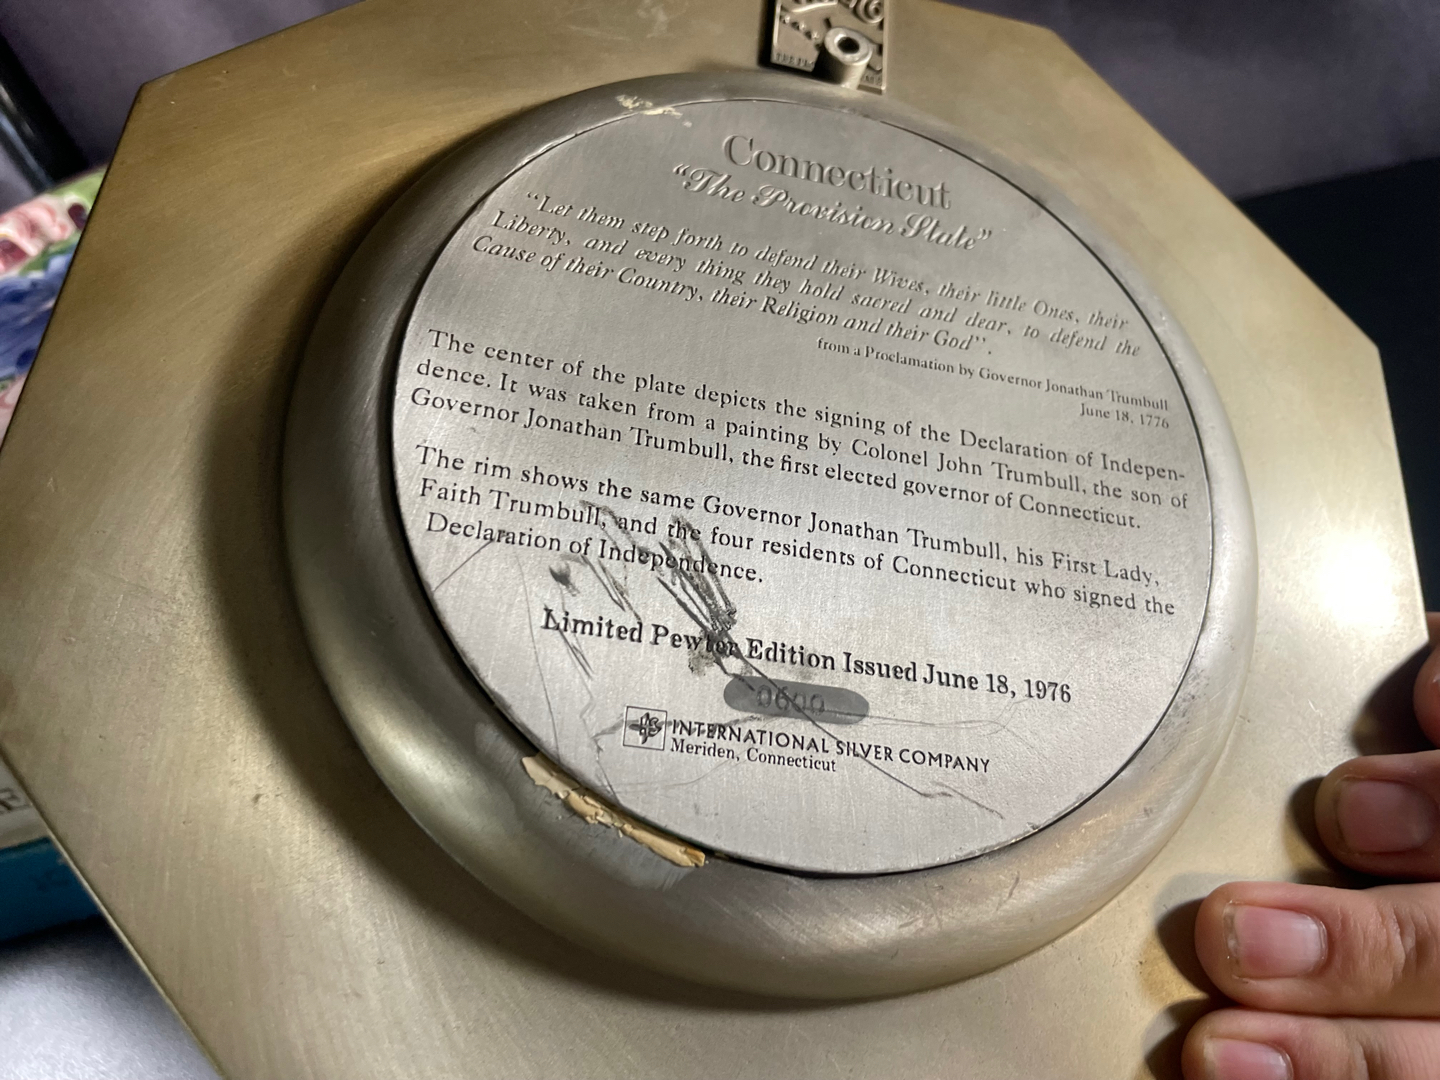 Connecticut
“The Provision State”
“Let them step forth to defend their Wives, their little Ones, their
Liberty, and every thing they hold sacred and dear, to defend the
Cause of their Country, their Religion and their God”.
from a Proclamation by Governor Jonathan Trumbull
June 18, 1776
The center of the plate depicts the signing of the Declaration of Indepen-
dence. It was taken from a painting by Colonel John Trumbull, the son of
Governor Jonathan Trumbull, the first elected governor of Connecticut.
The rim shows the same Governor Jonathan Trumbull, his First Lady,
Faith Trumbull, and the four residents of Connecticut who signed the
Declaration of Independence.
Limited Pewter Edition Issued June 18, 1976
INTERNATIONAL SILVER COMPANY
Meriden, Connecticut